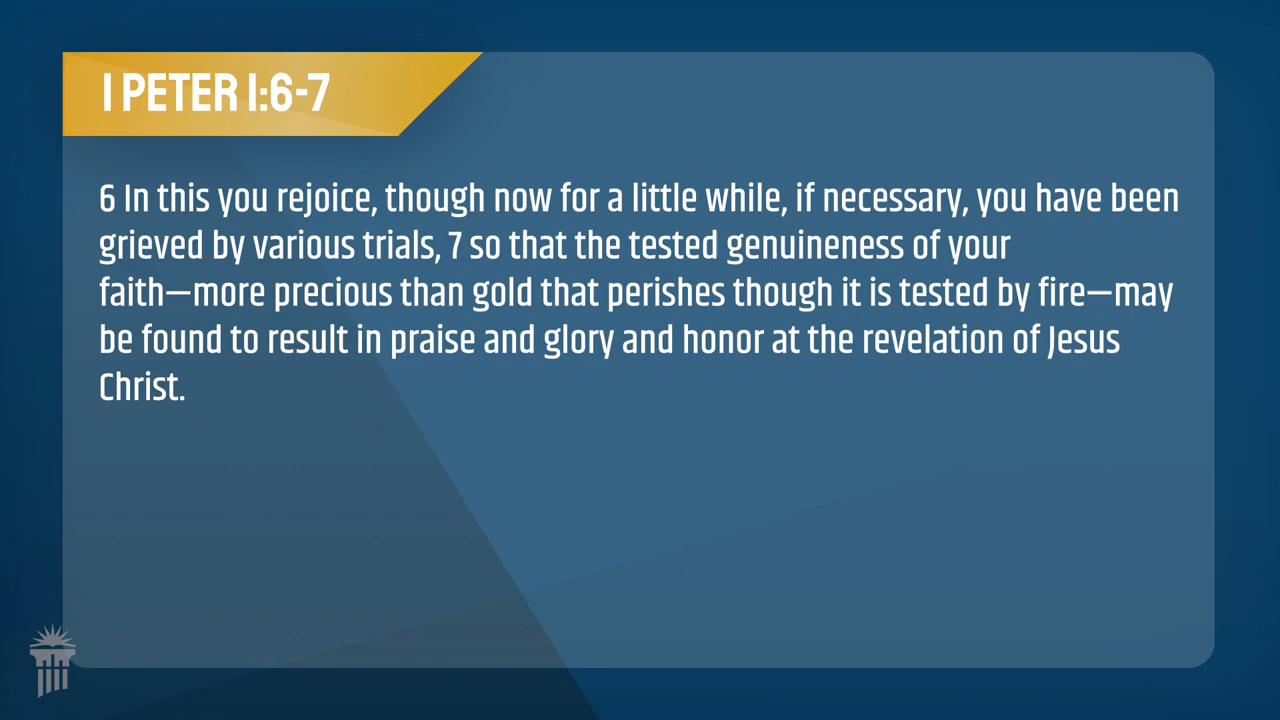 1 PETER 1:6-7
6 In this you rejoice, though now for a little while, if necessary, you have been
grieved by various trials, 7 so that the tested genuineness of your
faith—more precious than gold that perishes though it is tested by fire—may
be found to result in praise and glory and honor at the revelation of Jesus
Christ.